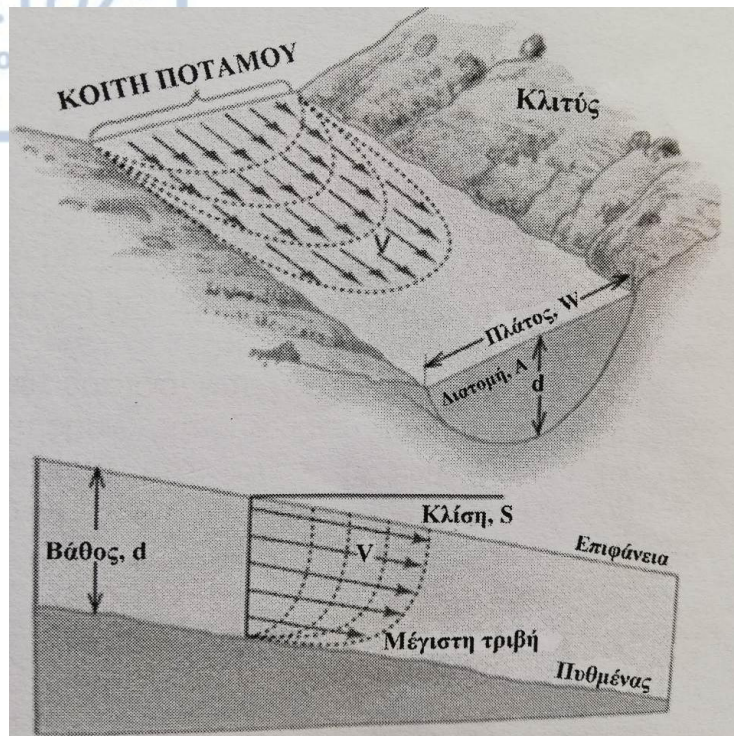 ΚΟΙΤΗ ΠΟΤΑΜΟΥ
Κλιτύς
V
Πλάτος, W
Διατομή, A
d
Κλίση, S
Βάθος, d
V
Επιφάνεια
Μέγιστη τριβή
Πυθμένας